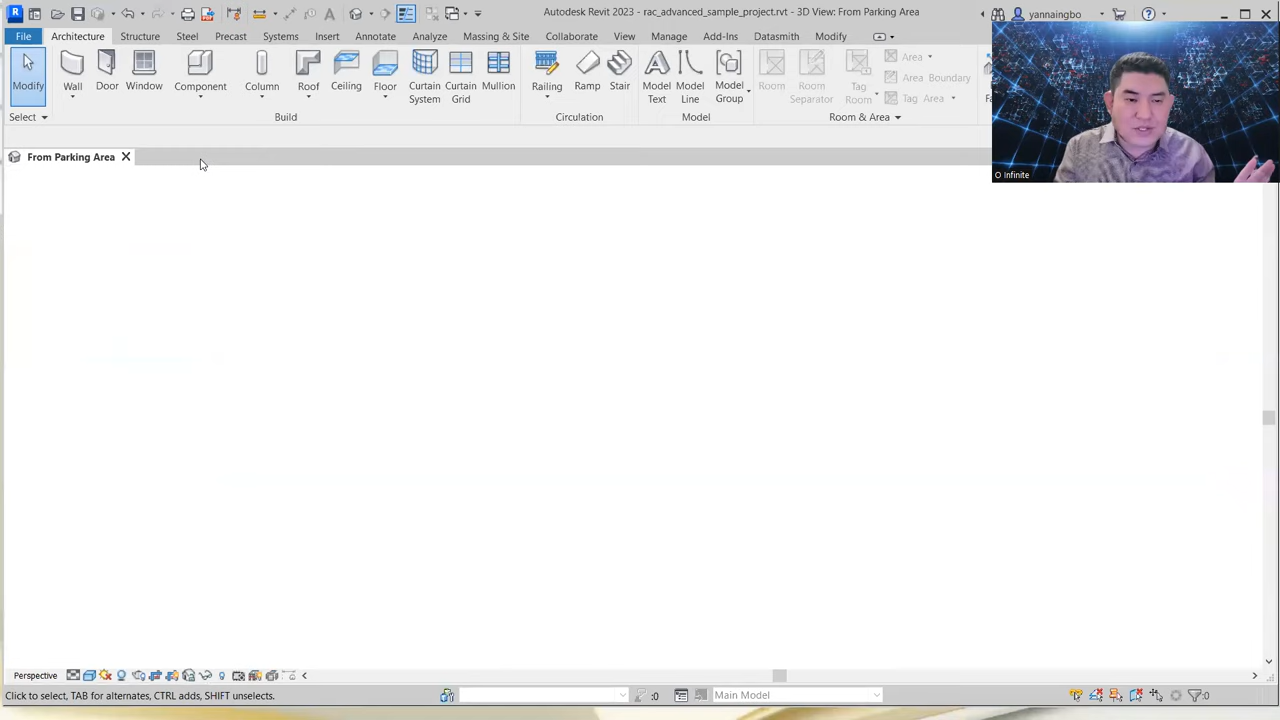 Autodesk Revit 2023 - rac_advanced_sample_project.rvt - 3D View: From Parking Area
yannaingbo
File Architecture Structure Steel Precast Systems Insert Annotate Analyze Massing & Site Collaborate View Manage Add-Ins Datasmith Modify
Modify Wall Door Window Component Column Roof Ceiling Floor Curtain System Curtain Grid Mullion Railing Ramp Stair Model Text Model Line Model Group Room Room Separator Tag Room
Area
Area Boundary
Tag Area
Select Build Circulation Model Room & Area
From Parking Area
O Infinite
Perspective
Click to select, TAB for alternates, CTRL adds, SHIFT unselects.
:0
Main Model
:0